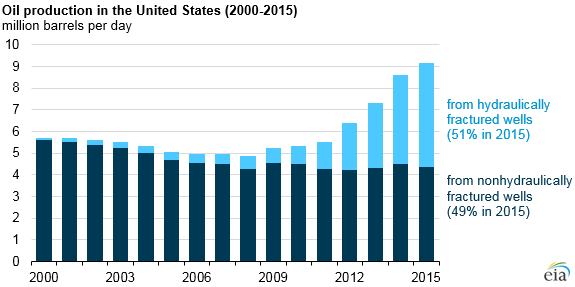 Oil production in the United States (2000-2015)
million barrels per day
10
9
8
7
6
5
4
3
2
1
0
2000
2003
2006
2009
2012
2015
from hydraulically
fractured wells
(51% in 2015)
from nonhydraulically
fractured wells
(49% in 2015)
eia